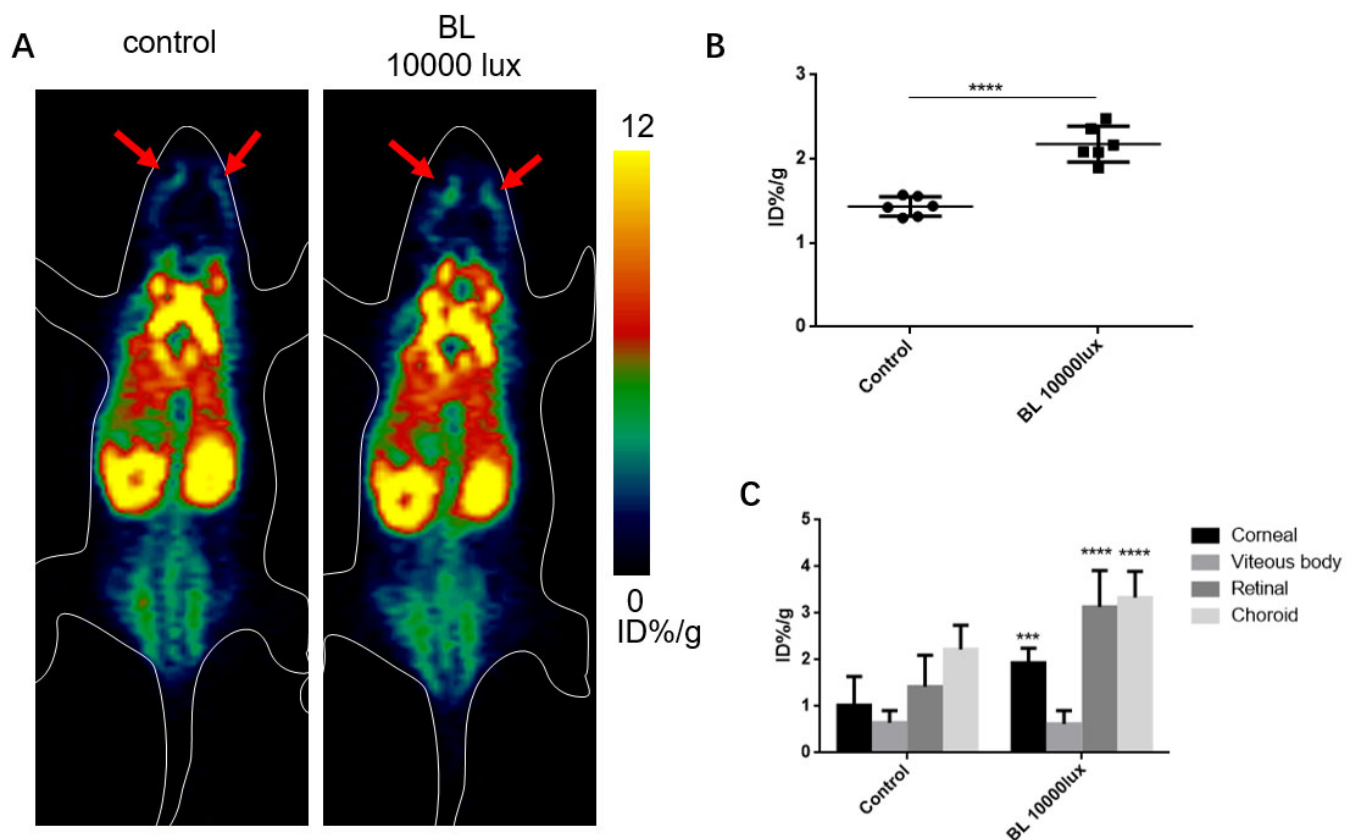 A
control
BL
10000 lux
12
0
ID%/g
B
3
2
1
0
ID%/g
****
Control
BL 10000lux
C
5
4
3
2
1
0
ID%/g
***
**** ****
Control
BL 10000lux
Corneal
Viteous body
Retinal
Choroid